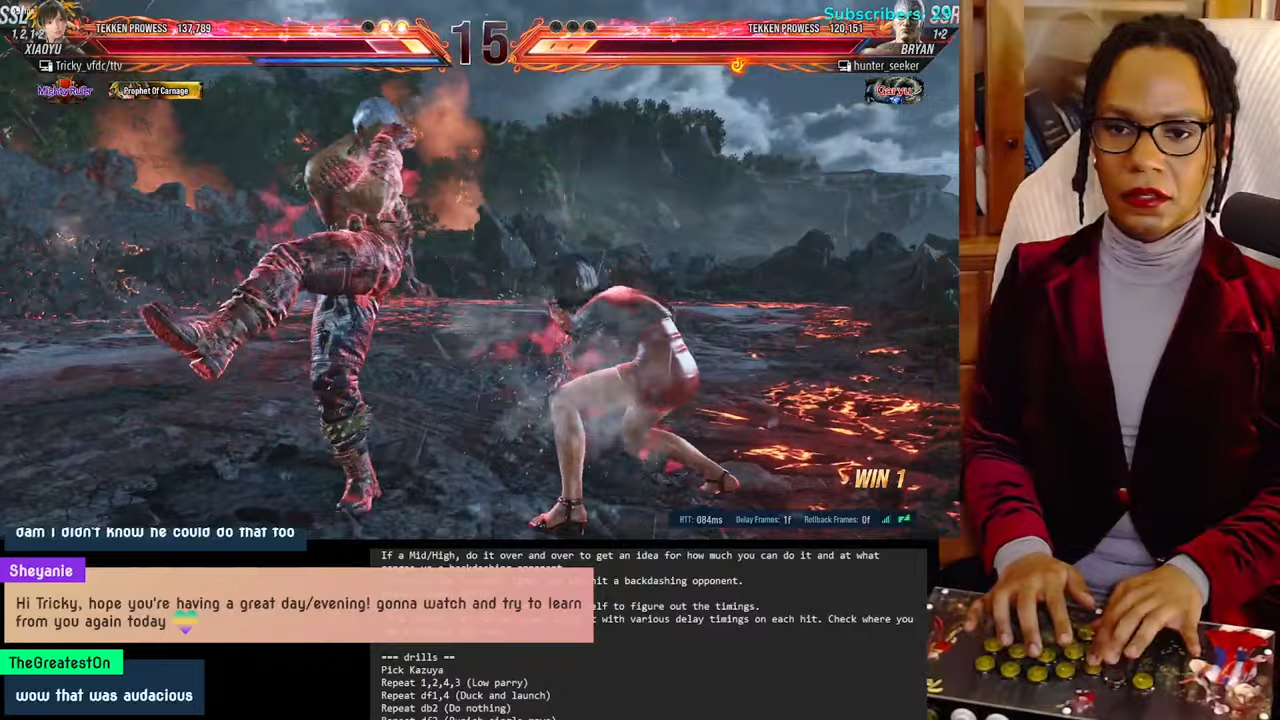 SSL
TEKKEN PROWESS 137,789
1, 2, 1+2
XIAOYU
Tricky_vfdc/ttv
Mighty Ruler
Prophet Of Carnage
15
Subscribers: 29
TEKKEN PROWESS 120,151
1+2
BRYAN
hunter_seeker
Garyu
WIN 1
RTT: 084ms Delay Frames: 1f Rollback Frames: 0f
dam i didn't know he could do that too
Sheyanie
Hi Tricky, hope you're having a great day/evening! gonna watch and try to learn
from you again today
TheGreatestOn
wow that was audacious
If a Mid/High, do it over and over to get an idea for how much you can do it and at what
hit a backdashing opponent.
to figure out the timings.
with various delay timings on each hit. Check where you
--- drills --
Pick Kazuya
Repeat 1,2,4,3 (Low parry)
Repeat df1,4 (Duck and launch)
Repeat db2 (Do nothing)